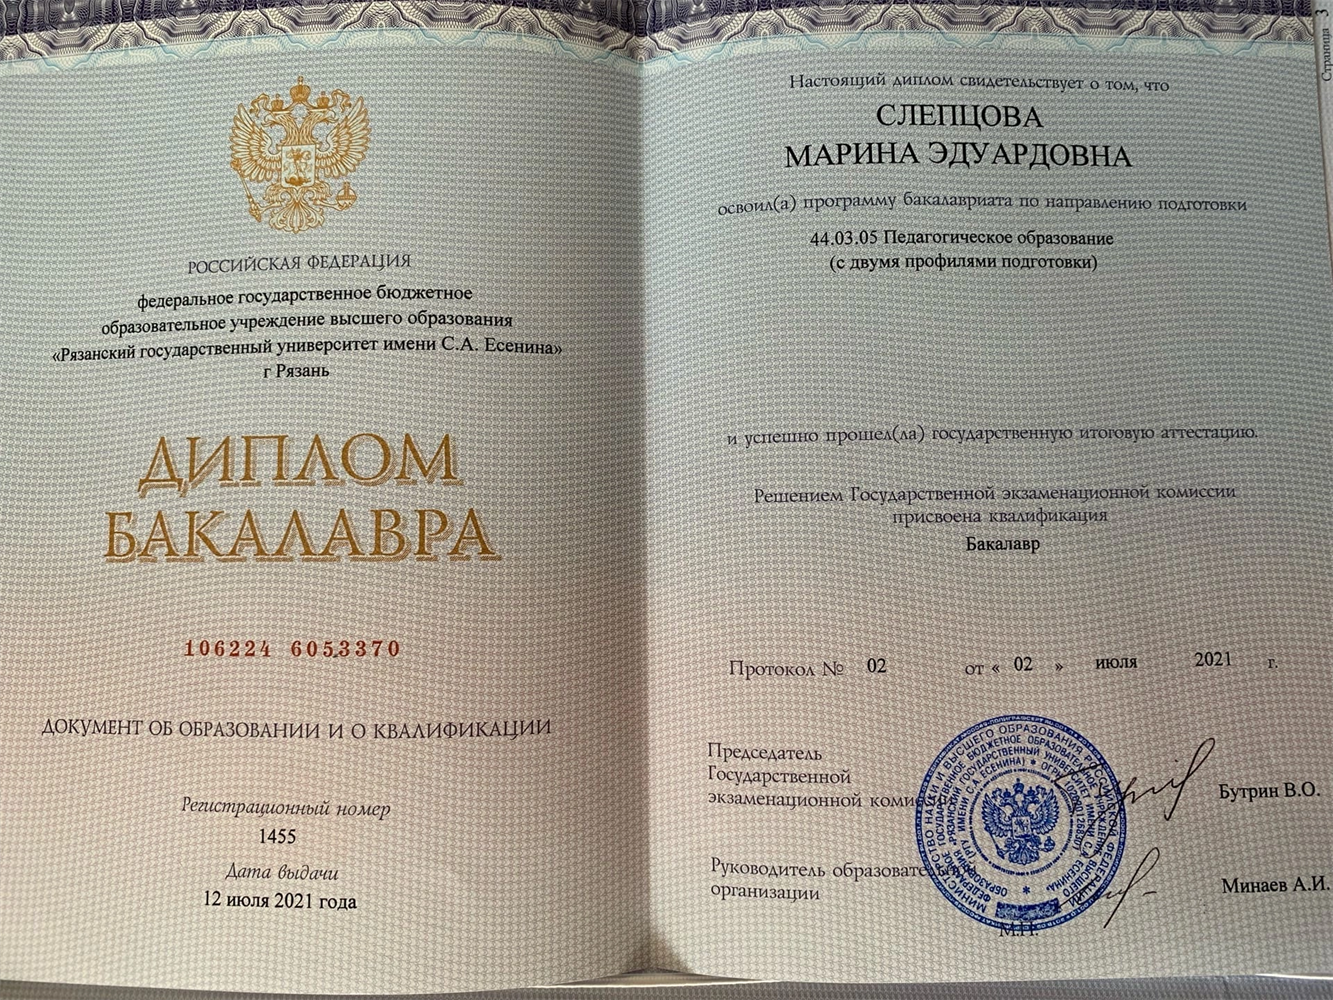 РОССИЙСКАЯ ФЕДЕРАЦИЯ
федеральное государственное бюджетное
образовательное учреждение высшего образования
«Рязанский государственный университет имени С.А. Есенина»
г Рязань
ДИПЛОМ
БАКАЛАВРА
106224 6053370
ДОКУМЕНТ ОБ ОБРАЗОВАНИИ И О КВАЛИФИКАЦИИ
Регистрационный номер
1455
Дата выдачи
12 июля 2021 года
Страница 3
Настоящий диплом свидетельствует о том, что
СЛЕПЦОВА
МАРИНА ЭДУАРДОВНА
освоил(а) программу бакалавриата по направлению подготовки
44.03.05 Педагогическое образование
(с двумя профилями подготовки)
и успешно прошел(ла) государственную итоговую аттестацию.
Решением Государственной экзаменационной комиссии
присвоена квалификация
Бакалавр
Протокол № 02 от « 02 » июля 2021 г.
Председатель
Государственной
экзаменационной комиссии
Бутрин В.О.
Руководитель образовательной
организации
Минаев А.И.
М.П.